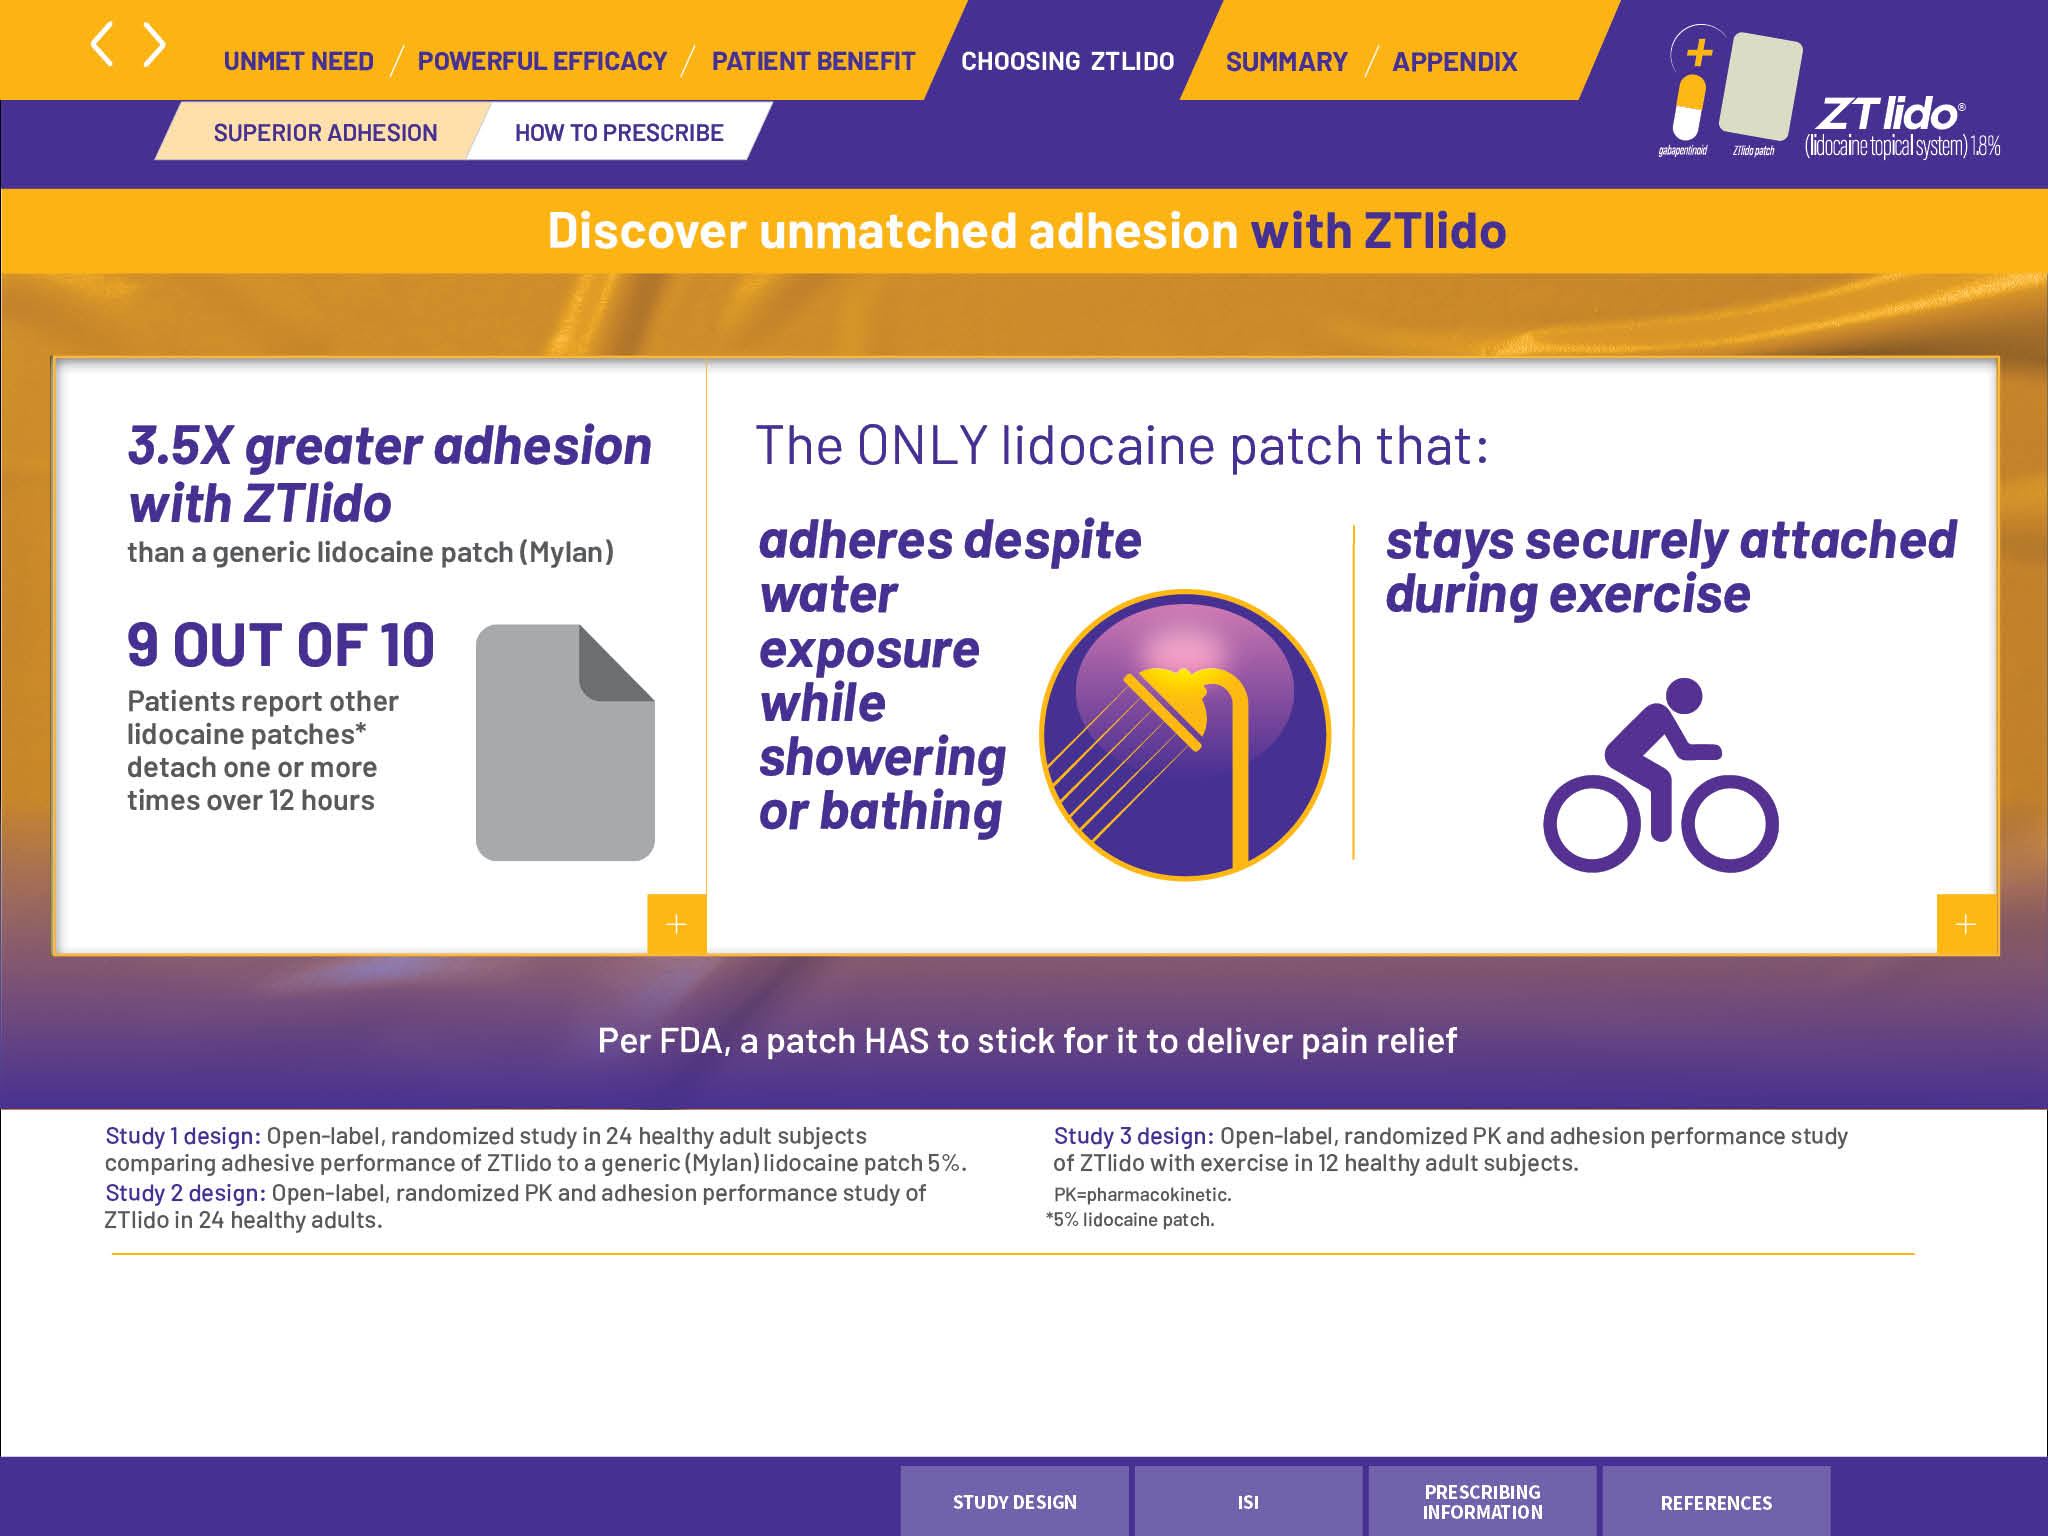 UNMET NEED / POWERFUL EFFICACY / PATIENT BENEFIT CHOOSING ZTLIDO SUMMARY / APPENDIX
SUPERIOR ADHESION HOW TO PRESCRIBE
gabapentinoid ZTlido patch
ZTlido®
(lidocaine topical system) 1.8%
Discover unmatched adhesion with ZTlido
3.5X greater adhesion
with ZTlido
than a generic lidocaine patch (Mylan)
9 OUT OF 10
Patients report other
lidocaine patches*
detach one or more
times over 12 hours
+
The ONLY lidocaine patch that:
adheres despite
water
exposure
while
showering
or bathing
stays securely attached
during exercise
+
Per FDA, a patch HAS to stick for it to deliver pain relief
Study 1 design: Open-label, randomized study in 24 healthy adult subjects
comparing adhesive performance of ZTlido to a generic (Mylan) lidocaine patch 5%.
Study 2 design: Open-label, randomized PK and adhesion performance study of
ZTlido in 24 healthy adults.
Study 3 design: Open-label, randomized PK and adhesion performance study
of ZTlido with exercise in 12 healthy adult subjects.
PK=pharmacokinetic.
*5% lidocaine patch.
STUDY DESIGN
ISI
PRESCRIBING
INFORMATION
REFERENCES